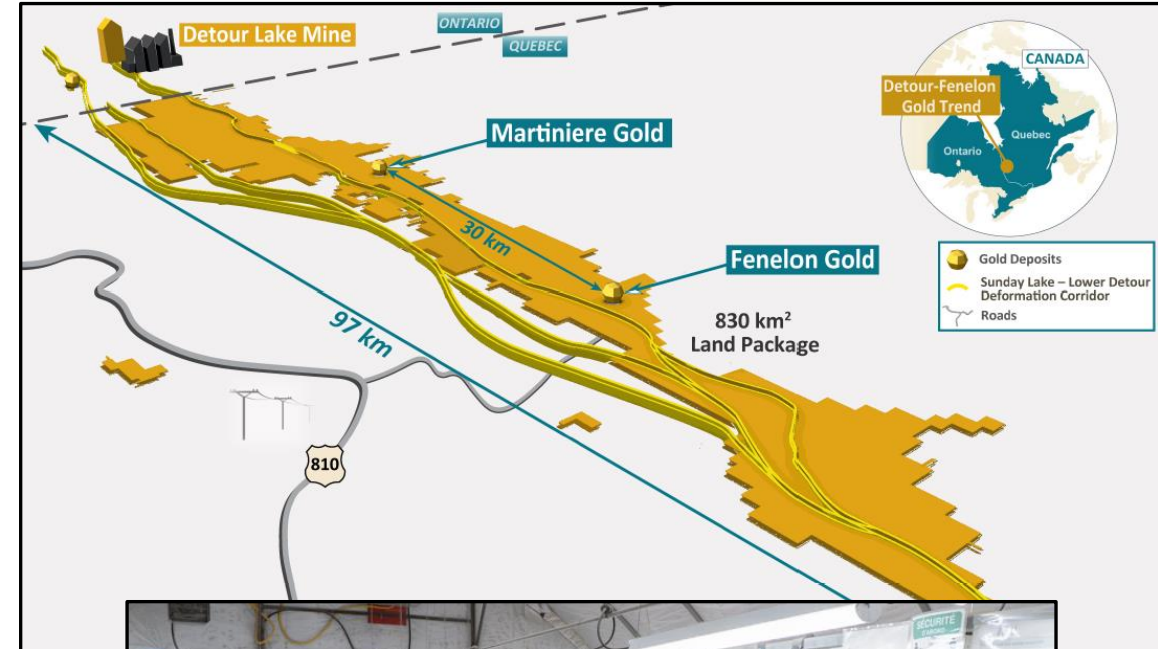 Detour Lake Mine
ONTARIO
QUEBEC
CANADA
Detour-Fenelon
Gold Trend
Quebec
Ontario
Martiniere Gold
30 km
Fenelon Gold
Gold Deposits
Sunday Lake – Lower Detour
Deformation Corridor
Roads
830 km²
Land Package
97 km
810
SÉCURITÉ
D'ABORD